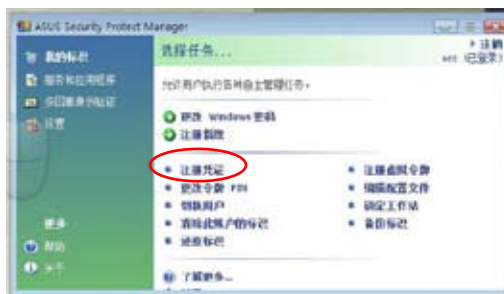 ASUS Security Protect Manager
我的标识
服务和应用程序
多因素身份验证
设置
更多
帮助
关于
选择任务...
注销
(已登录)
允许用户执行各种自主管理任务。
更改 Windows 密码
注册指纹
注册凭证
更改令牌 PIN
切换用户
清除此账户的标识
还原标识
注册虚拟令牌
编辑配置文件
锁定工作站
备份标识
了解更多...